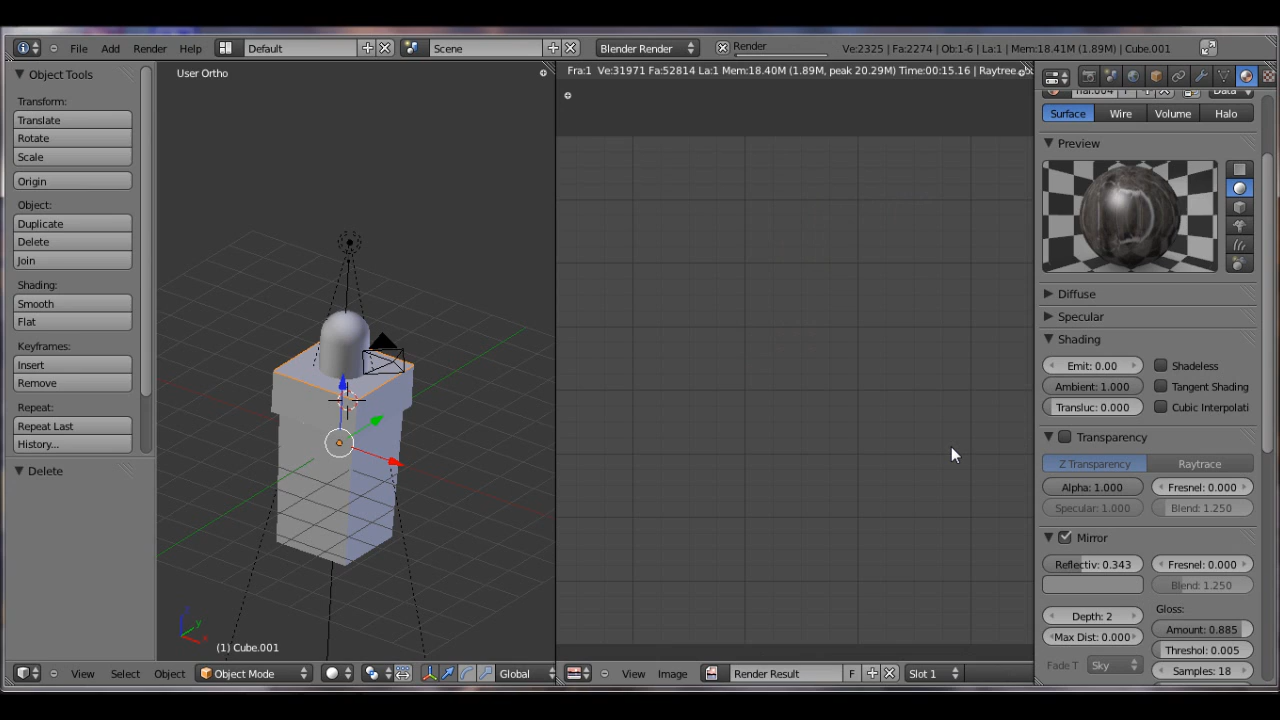 File Add Render Help Default Scene Blender Render Render Ve:2325 | Fa:2274 | Ob:1-6 | La:1 | Mem:18.41M (1.89M) | Cube.001
Object Tools
Transform:
Translate
Rotate
Scale
Origin
Object:
Duplicate
Delete
Join
Shading:
Smooth
Flat
Keyframes:
Insert
Remove
Repeat:
Repeat Last
History...
Delete
User Ortho
(1) Cube.001
View Select Object Object Mode Global
Fra:1 Ve:31971 Fa:52814 La:1 Mem:18.40M (1.89M, peak 20.29M) Time:00:15.16 | Raytree.
View Image Render Result F Slot 1
Data
Surface Wire Volume Halo
Preview
Diffuse
Specular
Shading
Emit: 0.00 Shadeless
Ambient: 1.000 Tangent Shading
Transluc: 0.000 Cubic Interpolati
Transparency
Z Transparency Raytrace
Alpha: 1.000 Fresnel: 0.000
Specular: 1.000 Blend: 1.250
Mirror
Reflectiv: 0.343 Fresnel: 0.000
Blend: 1.250
Depth: 2 Gloss:
Max Dist: 0.000 Amount: 0.885
Threshol: 0.005
Fade T Sky Samples: 18